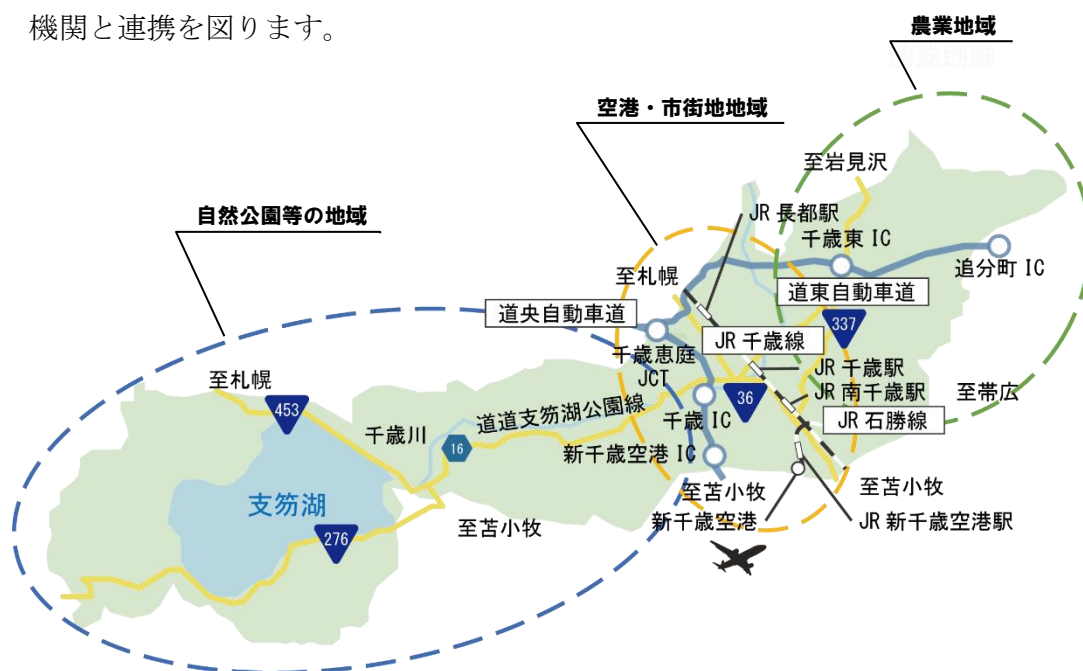 機関と連携を図ります。
農業地域
空港・市街地地域
自然公園等の地域
至岩見沢
JR 長都駅
千歳東 IC
追分町 IC
至札幌
道東自動車道
道央自動車道
337
JR 千歳線
千歳恵庭
JCT
JR 千歳駅
至札幌
JR 南千歳駅
至帯広
36
453
道道支笏湖公園線
千歳 IC
JR 石勝線
千歳川
16
新千歳空港 IC
支笏湖
至苫小牧
至苫小牧
至苫小牧
新千歳空港
JR 新千歳空港駅
276